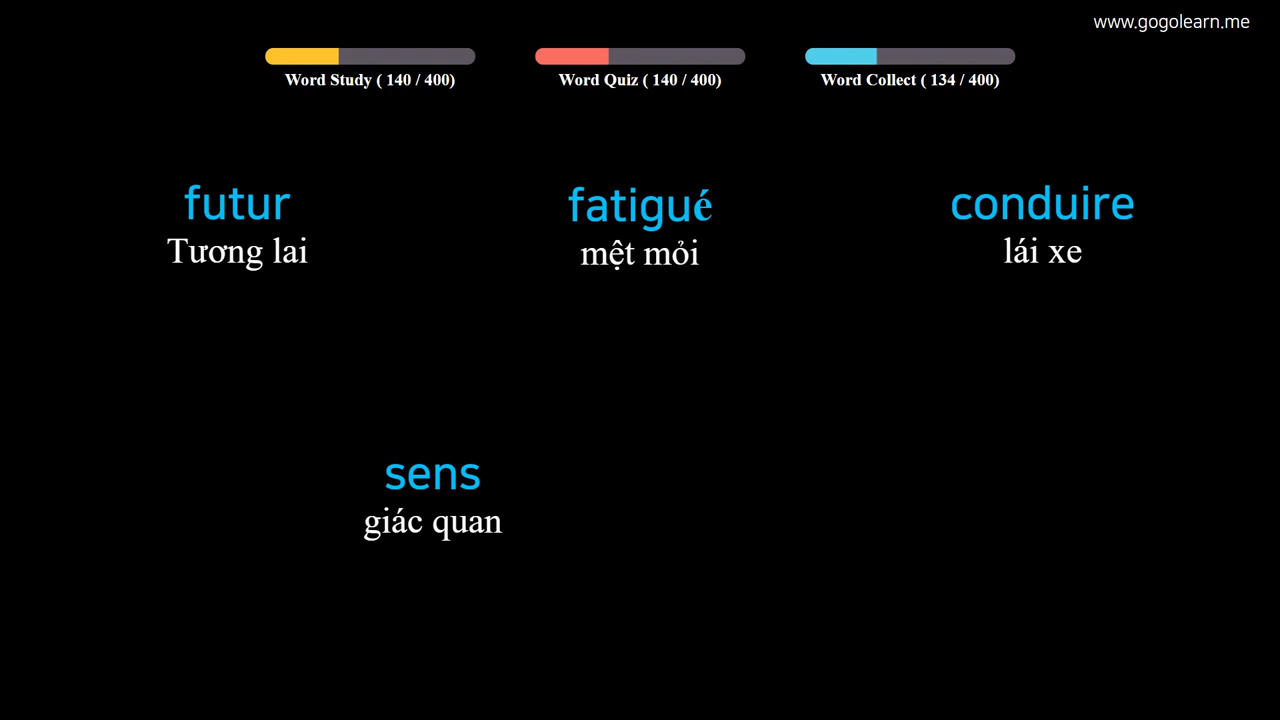 www.gogolearn.me
Word Study ( 140 / 400)
Word Quiz ( 140 / 400)
Word Collect ( 134 / 400)
futur
Tương lai
fatigué
mệt mỏi
conduire
lái xe
sens
giác quan